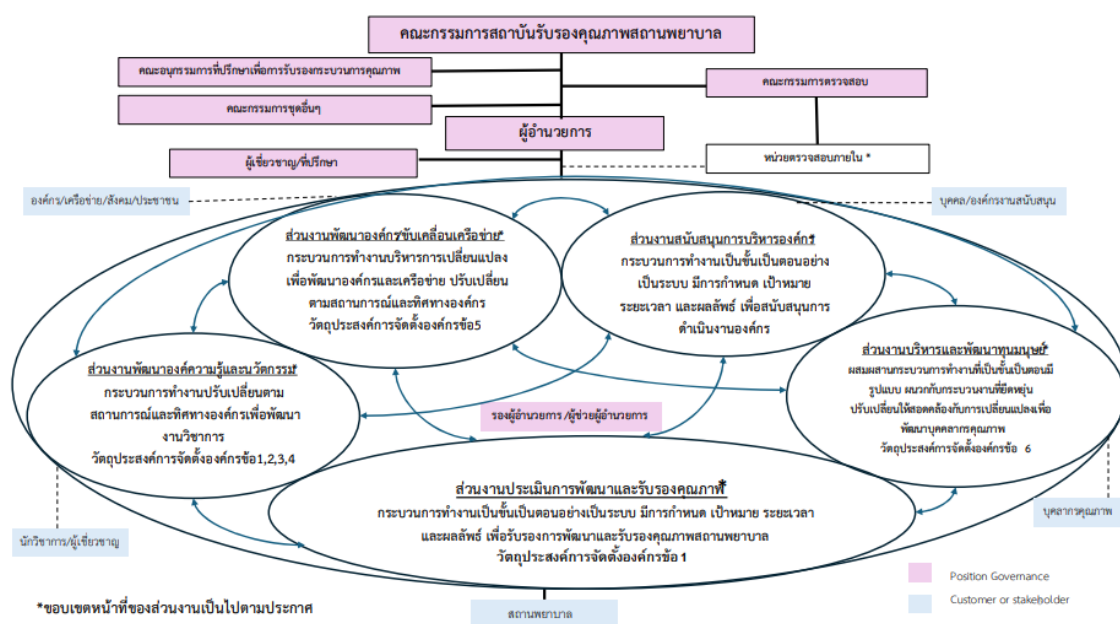 คณะกรรมการสถาบันรับรองคุณภาพสถานพยาบาล
คณะอนุกรรมการที่ปรึกษาเพื่อการรับรองกระบวนการคุณภาพ
คณะกรรมการตรวจสอบ
คณะกรรมการชุดอื่นๆ
ผู้อำนวยการ
ผู้เชี่ยวชาญ/ที่ปรึกษา
หน่วยตรวจสอบภายใน *
องค์กร/เครือข่าย/สังคม/ประชาชน
บุคคล/องค์กรงานสนับสนุน
ส่วนงานพัฒนาองค์กร/ขับเคลื่อนเครือข่าย*
กระบวนการทำงานบริหารการเปลี่ยนแปลง
เพื่อพัฒนาองค์กรและเครือข่าย ปรับเปลี่ยน
ตามสถานการณ์และทิศทางองค์กร
วัตถุประสงค์การจัดตั้งองค์กรข้อ5
ส่วนงานสนับสนุนการบริหารองค์กร*
กระบวนการทำงานเป็นขั้นเป็นตอนอย่าง
เป็นระบบ มีการกำหนด เป้าหมาย
ระยะเวลา และผลลัพธ์ เพื่อสนับสนุนการ
ดำเนินงานองค์กร
ส่วนงานพัฒนาองค์ความรู้และนวัตกรรม*
กระบวนการทำงานปรับเปลี่ยนตาม
สถานการณ์และทิศทางองค์กรเพื่อพัฒนา
งานวิชาการ
วัตถุประสงค์การจัดตั้งองค์กรข้อ1,2,3,4
ส่วนงานบริหารและพัฒนาทุนมนุษย์*
ผสมผสานกระบวนการทำงานที่เป็นขั้นเป็นตอนมี
รูปแบบ ผนวกกับกระบวนงานที่ยืดหยุ่น
ปรับเปลี่ยนให้สอดคล้องกับการเปลี่ยนแปลงเพื่อ
พัฒนาบุคคลากรคุณภาพ
วัตถุประสงค์การจัดตั้งองค์กรข้อ 6
รองผู้อำนวยการ /ผู้ช่วยผู้อำนวยการ
ส่วนงานประเมินการพัฒนาและรับรองคุณภาพ*
กระบวนการทำงานเป็นขั้นเป็นตอนอย่างเป็นระบบ มีการกำหนด เป้าหมาย ระยะเวลา
และผลลัพธ์ เพื่อรับรองการพัฒนาและรับรองคุณภาพสถานพยาบาล
วัตถุประสงค์การจัดตั้งองค์กรข้อ 1
นักวิชาการ/ผู้เชี่ยวชาญ
บุคลากรคุณภาพ
สถานพยาบาล
Position Governance
Customer or stakeholder
*ขอบเขตหน้าที่ของส่วนงานเป็นไปตามประกาศ